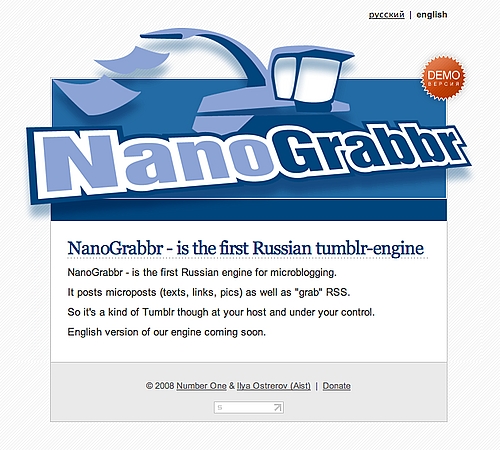 русский | english
DEMO
ВЕРСИЯ
NanoGrabbr
NanoGrabbr - is the first Russian tumblr-engine
NanoGrabbr - is the first Russian engine for microblogging.
It posts microposts (texts, links, pics) as well as "grab" RSS.
So it's a kind of Tumblr though at your host and under your control.
English version of our engine coming soon.
© 2008 Number One & Ilya Ostrerov (Aist) | Donate